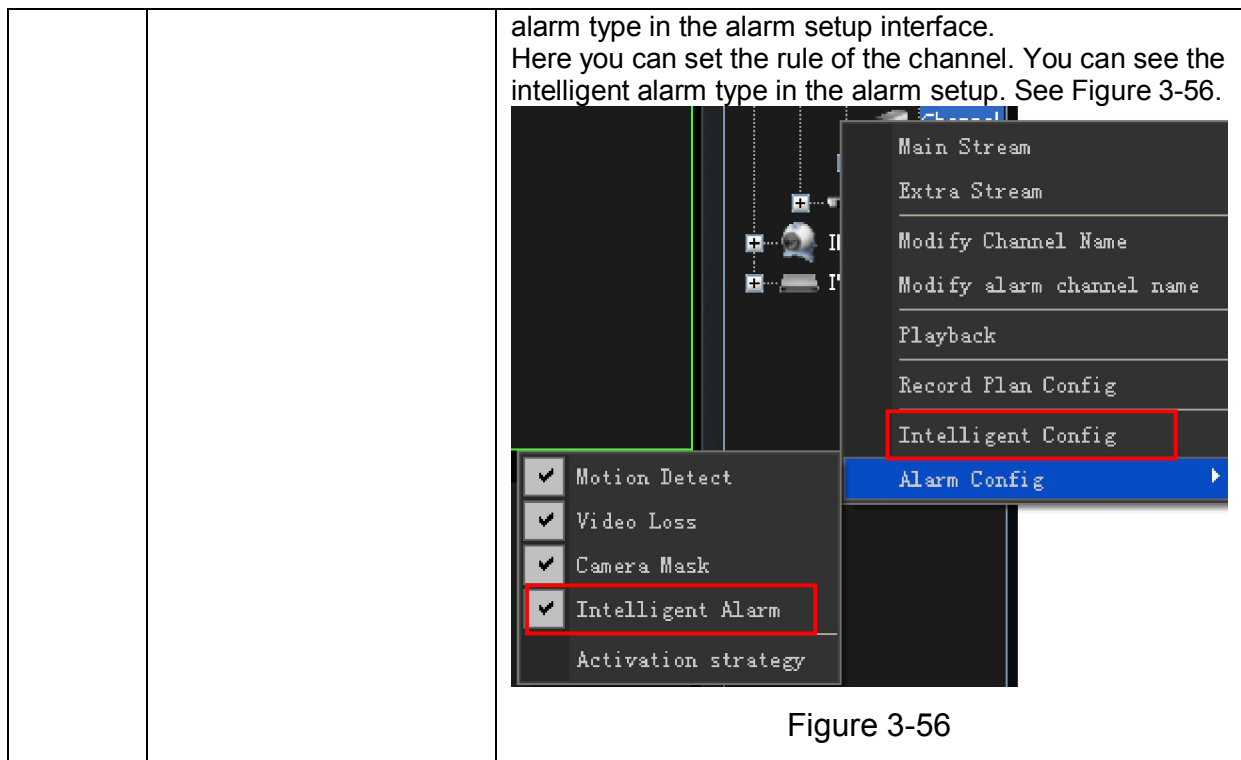 alarm type in the alarm setup interface.
Here you can set the rule of the channel. You can see the
intelligent alarm type in the alarm setup. See Figure 3-56.
Channel
Main Stream
Extra Stream
Modify Channel Name
Modify alarm channel name
Playback
Record Plan Config
Intelligent Config
Alarm Config
Motion Detect
Video Loss
Camera Mask
Intelligent Alarm
Activation strategy
Figure 3-56